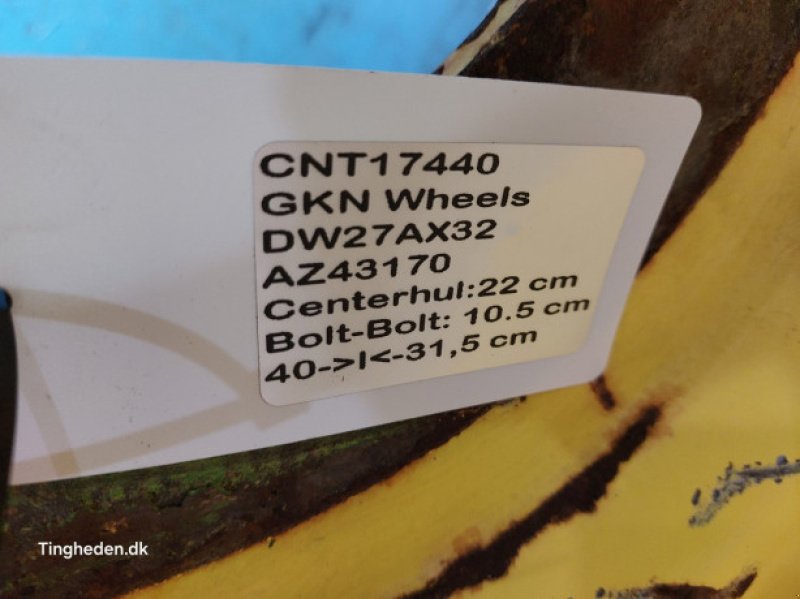 CNT17440
GKN Wheels
DW27AX32
AZ43170
Centerhul:22 cm
Bolt-Bolt: 10.5 cm
40->I<-31,5 cm
Tingheden.dk